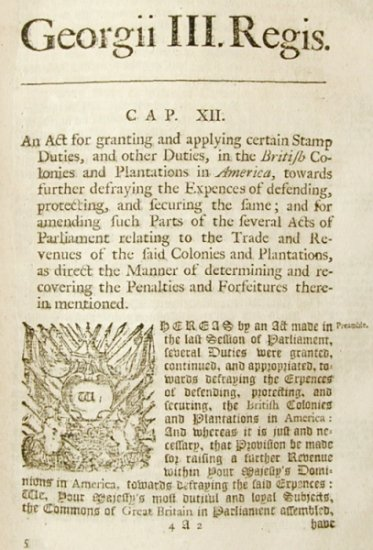 Georgii III. Regis.
CAP. XII.
An Act for granting and applying certain Stamp
Duties, and other Duties, in the Britiſh Co-
lonies and Plantations in America, towards
further defraying the Expences of defending,
protecting, and ſecuring the ſame; and for
amending ſuch Parts of the ſeveral Acts of
Parliament relating to the Trade and Re-
venues of the ſaid Colonies and Plantations,
as direct the Manner of determining and re-
covering the Penalties and Forfeitures there-
in mentioned.
WHEREAS by an Act made in
Preamble.
the laſt Seſſion of Parliament,
ſeveral Duties were granted,
continued, and appropriated, to-
wards defraying the Expences
of defending, protecting, and
ſecuring, the Britiſh Colonies
and Plantations in America:
And whereas it is juſt and ne-
ceſſary, that Proviſion be made
for raiſing a further Revenue
within Your Majeſty's Domi-
nions in America, towards defraying the ſaid Expences:
We, Your Majeſty's moſt dutiful and loyal Subjects,
the Commons of Great Britain in Parliament aſſembled,
4 A 2
have